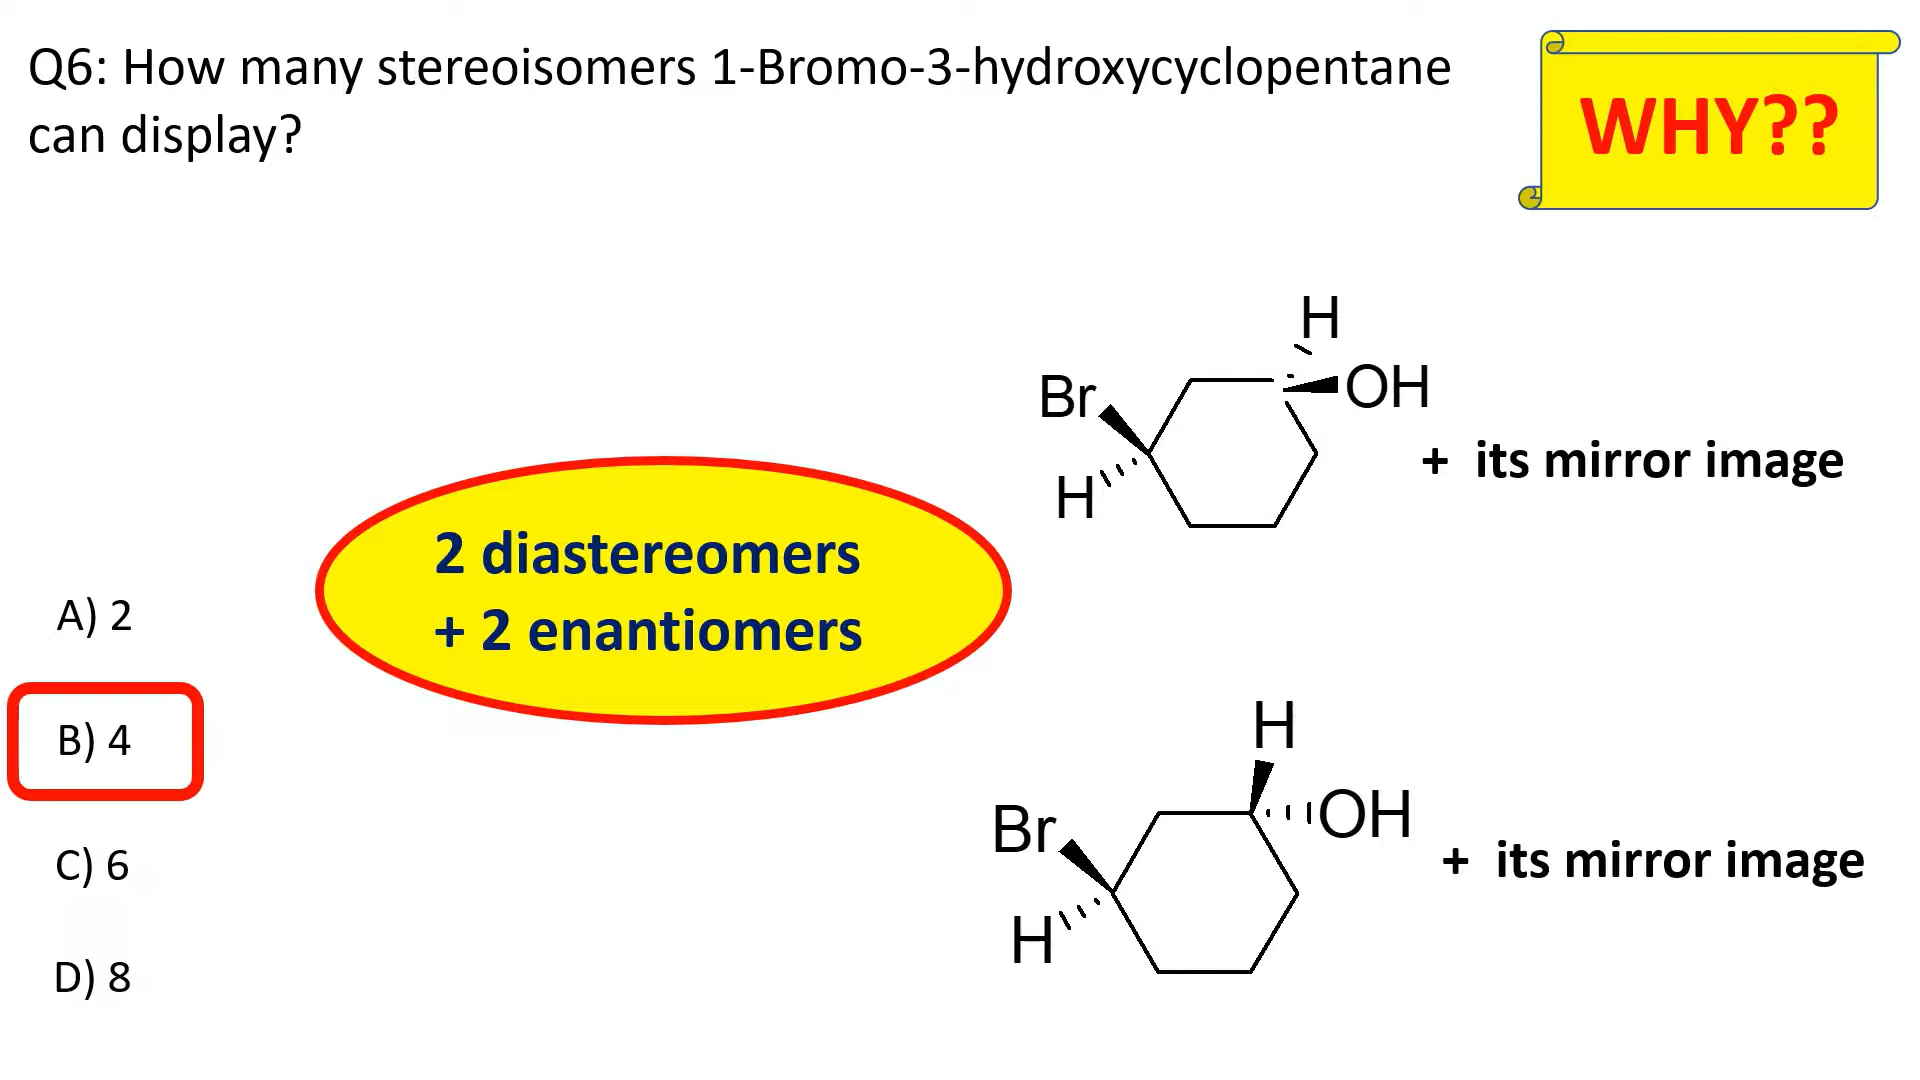 Q6: How many stereoisomers 1-Bromo-3-hydroxycyclopentane
can display?
WHY??
H
Br
OH
H
+ its mirror image
2 diastereomers
+ 2 enantiomers
A) 2
B) 4
C) 6
D) 8
H
Br
OH
H
+ its mirror image